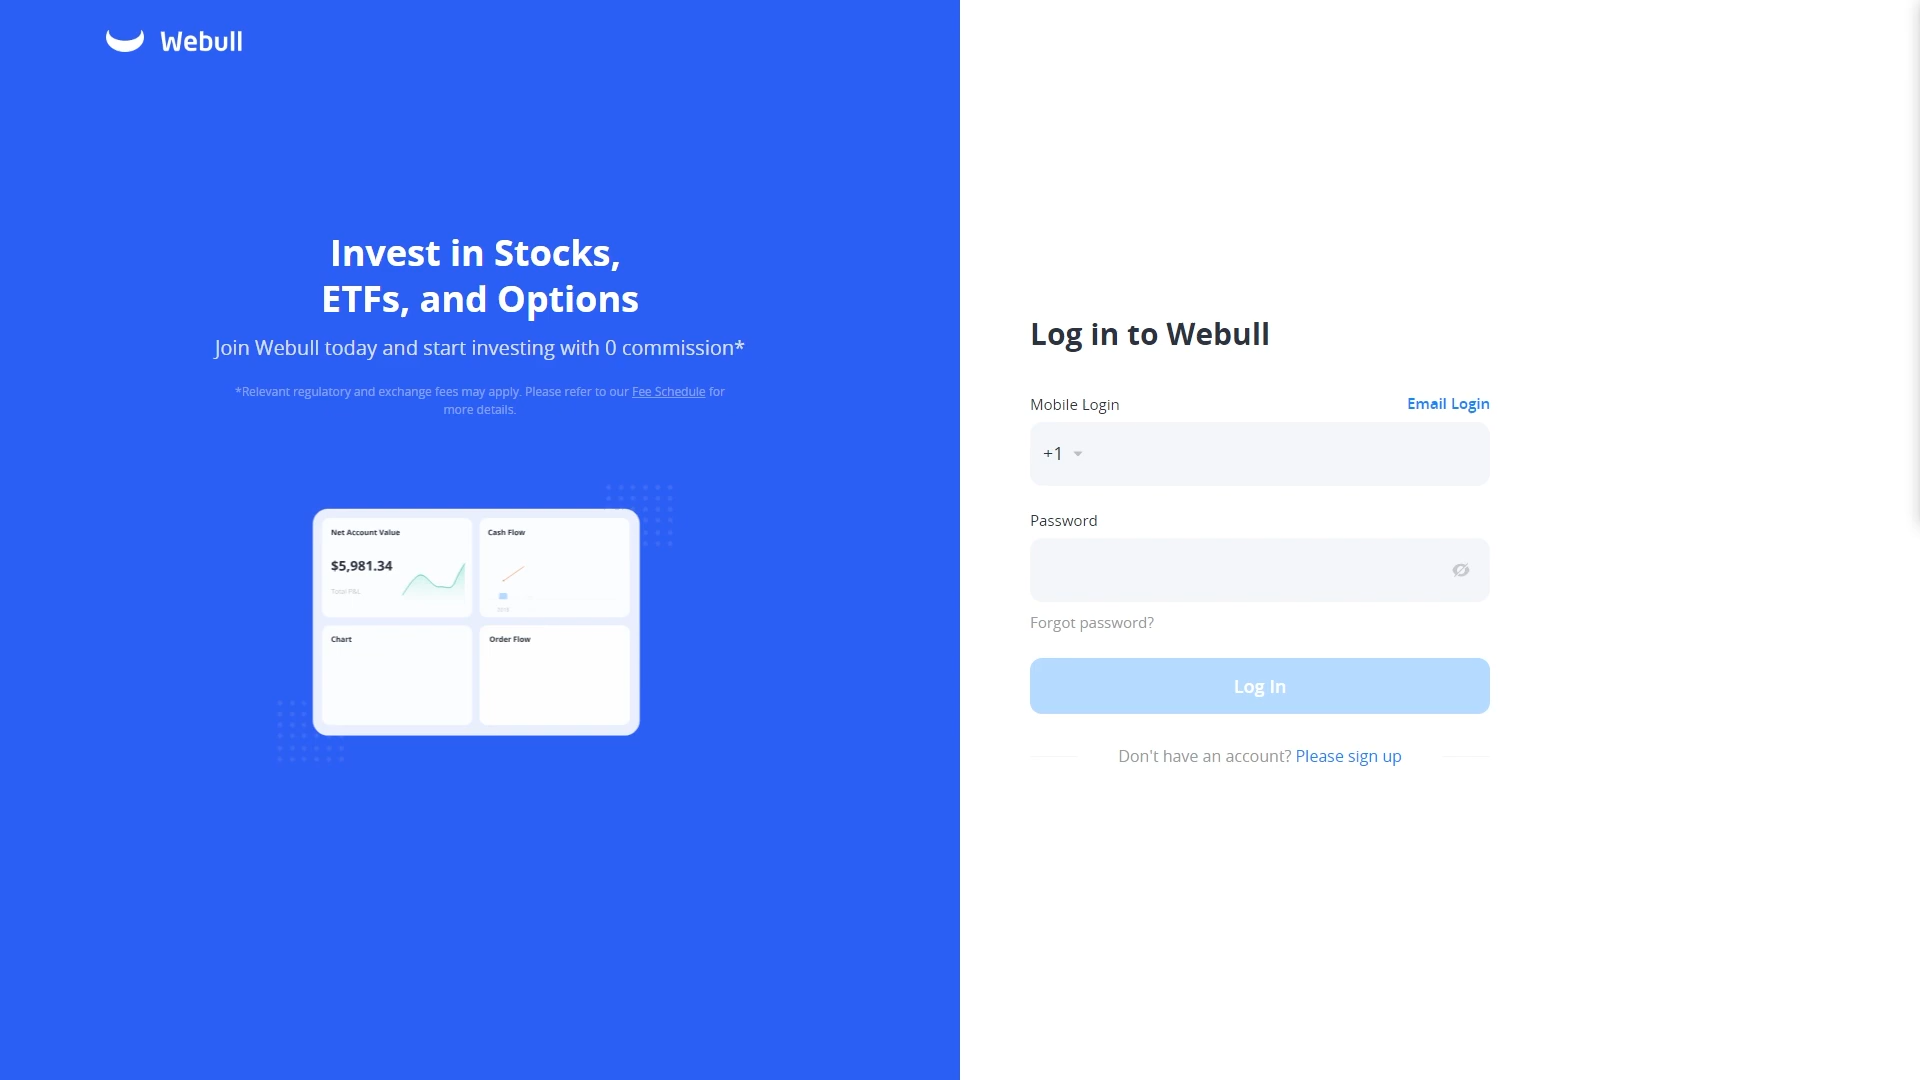 Webull
Invest in Stocks,
ETFs, and Options
Join Webull today and start investing with 0 commission*
*Relevant regulatory and exchange fees may apply. Please refer to our Fee Schedule for
more details.
Net Account Value
$5,981.34
Total P&L
Cash Flow
Chart
Order Flow
Log in to Webull
Mobile Login
Email Login
+1
Password
Forgot password?
Log In
Don't have an account? Please sign up